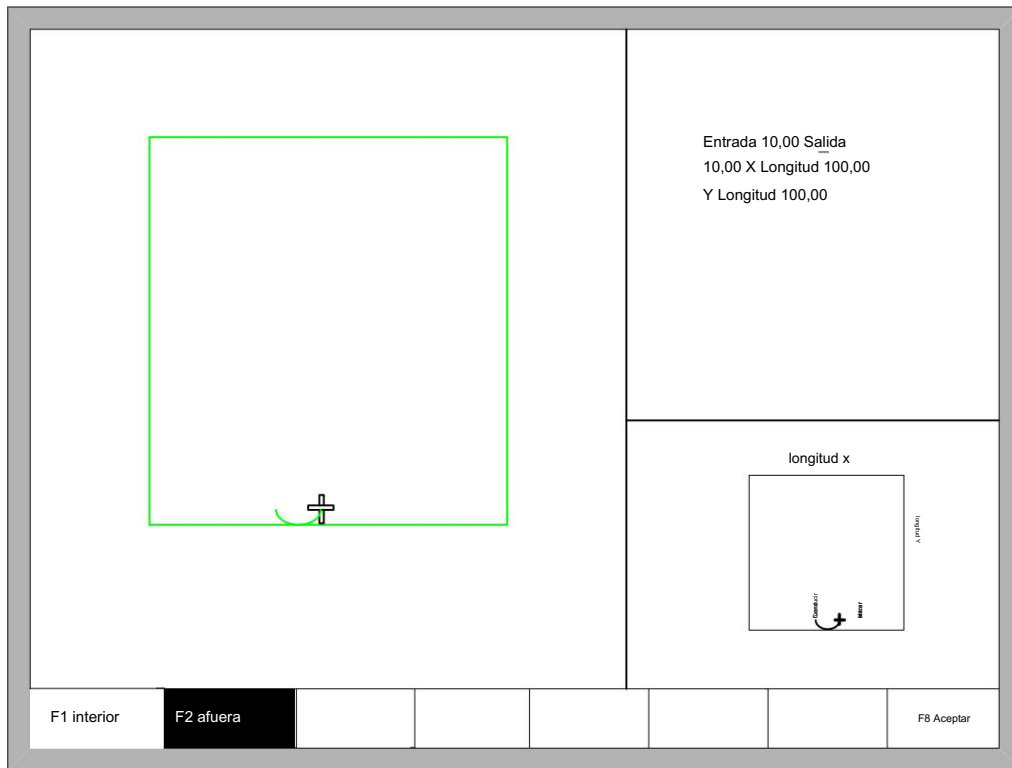 Entrada 10,00 Salida
10,00 X Longitud 100,00
Y Longitud 100,00
longitud x
longitud Y
F1 interior
F2 afuera
F8 Aceptar